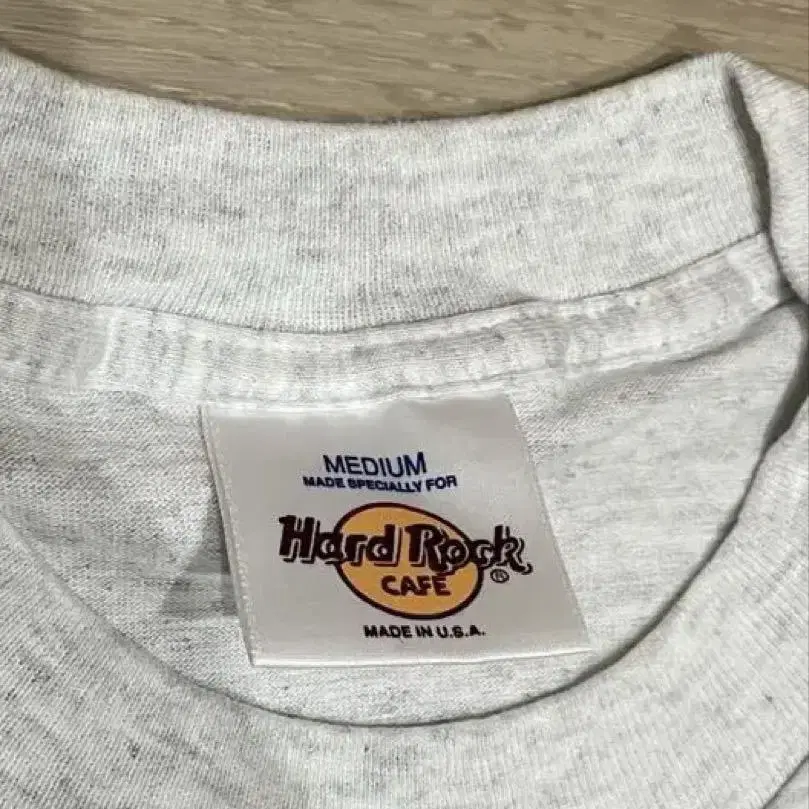 MEDIUM
MADE SPECIALLY FOR
Hard Rock
CAFE ®
MADE IN U.S.A.